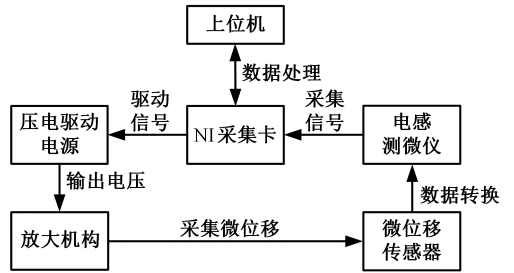 上位机
数据处理
驱动
信号
采集
信号
压电驱动
电源
NI采集卡
电感
测微仪
输出电压
数据转换
放大机构
采集微位移
微位移
传感器